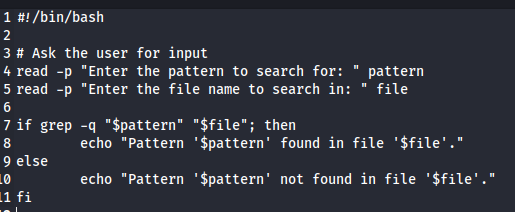 1 #!/bin/bash
2
3 # Ask the user for input
4 read -p "Enter the pattern to search for: " pattern
5 read -p "Enter the file name to search in: " file
6
7 if grep -q "$pattern" "$file"; then
8         echo "Pattern '$pattern' found in file '$file'."
9 else
10         echo "Pattern '$pattern' not found in file '$file'."
11 fi